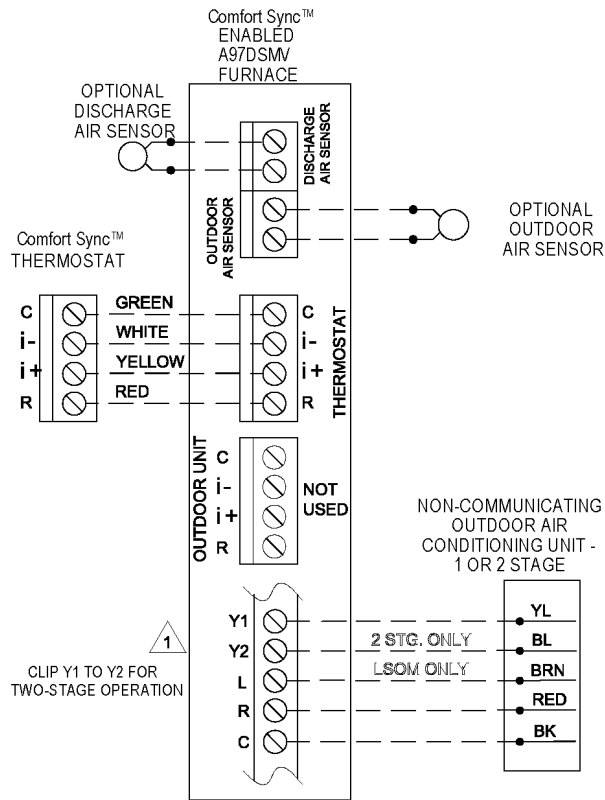 Comfort Sync™
ENABLED
A97DSMV
FURNACE
OPTIONAL
DISCHARGE
AIR SENSOR
DISCHARGE
AIR SENSOR
OUTDOOR
AIR SENSOR
OPTIONAL
OUTDOOR
AIR SENSOR
Comfort Sync™
THERMOSTAT
C
i-
i+
R
GREEN
WHITE
YELLOW
RED
C
i-
i+
R
THERMOSTAT
OUTDOOR UNIT
C
i-
i+
R
NOT
USED
NON-COMMUNICATING
OUTDOOR AIR
CONDITIONING UNIT -
1 OR 2 STAGE
1
CLIP Y1 TO Y2 FOR
TWO-STAGE OPERATION
Y1
Y2
L
R
C
2 STG. ONLY
LSOM ONLY
YL
BL
BRN
RED
BK